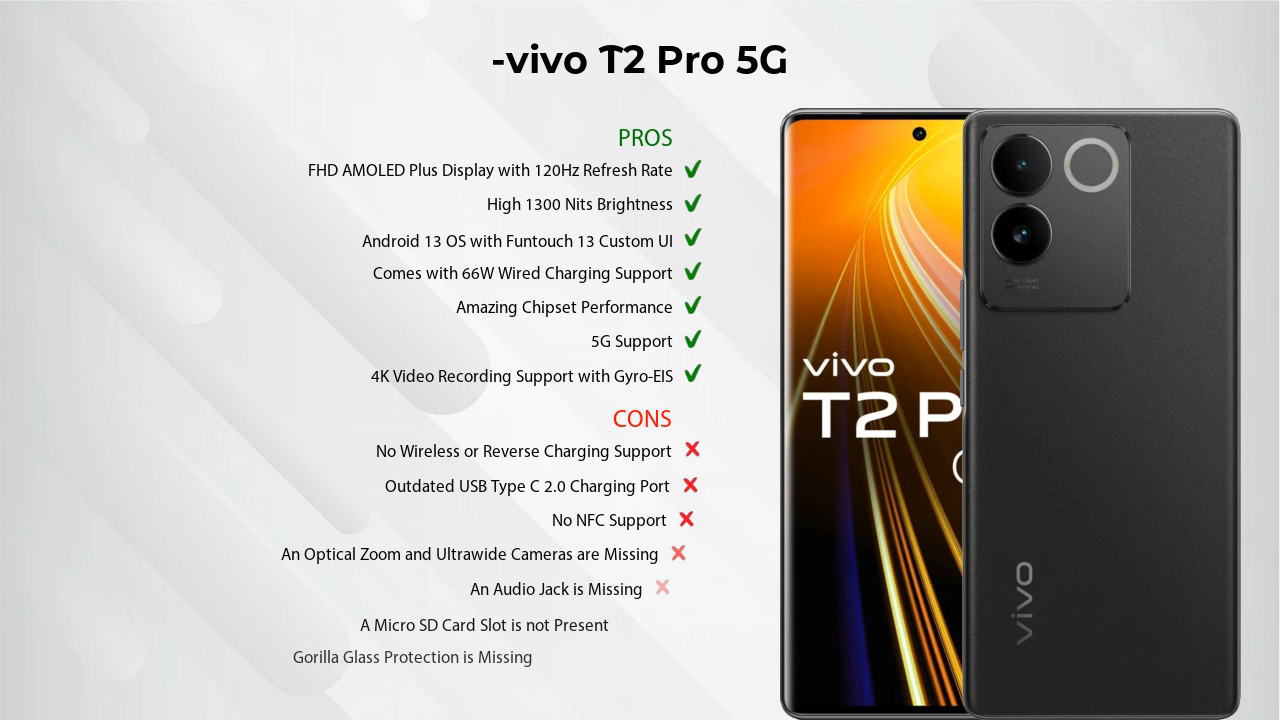 -vivo T2 Pro 5G
PROS
FHD AMOLED Plus Display with 120Hz Refresh Rate
High 1300 Nits Brightness
Android 13 OS with Funtouch 13 Custom UI
Comes with 66W Wired Charging Support
Amazing Chipset Performance
5G Support
4K Video Recording Support with Gyro-EIS
CONS
No Wireless or Reverse Charging Support
Outdated USB Type C 2.0 Charging Port
No NFC Support
An Optical Zoom and Ultrawide Cameras are Missing
An Audio Jack is Missing
A Micro SD Card Slot is not Present
Gorilla Glass Protection is Missing
vivo
T2 P
vivo